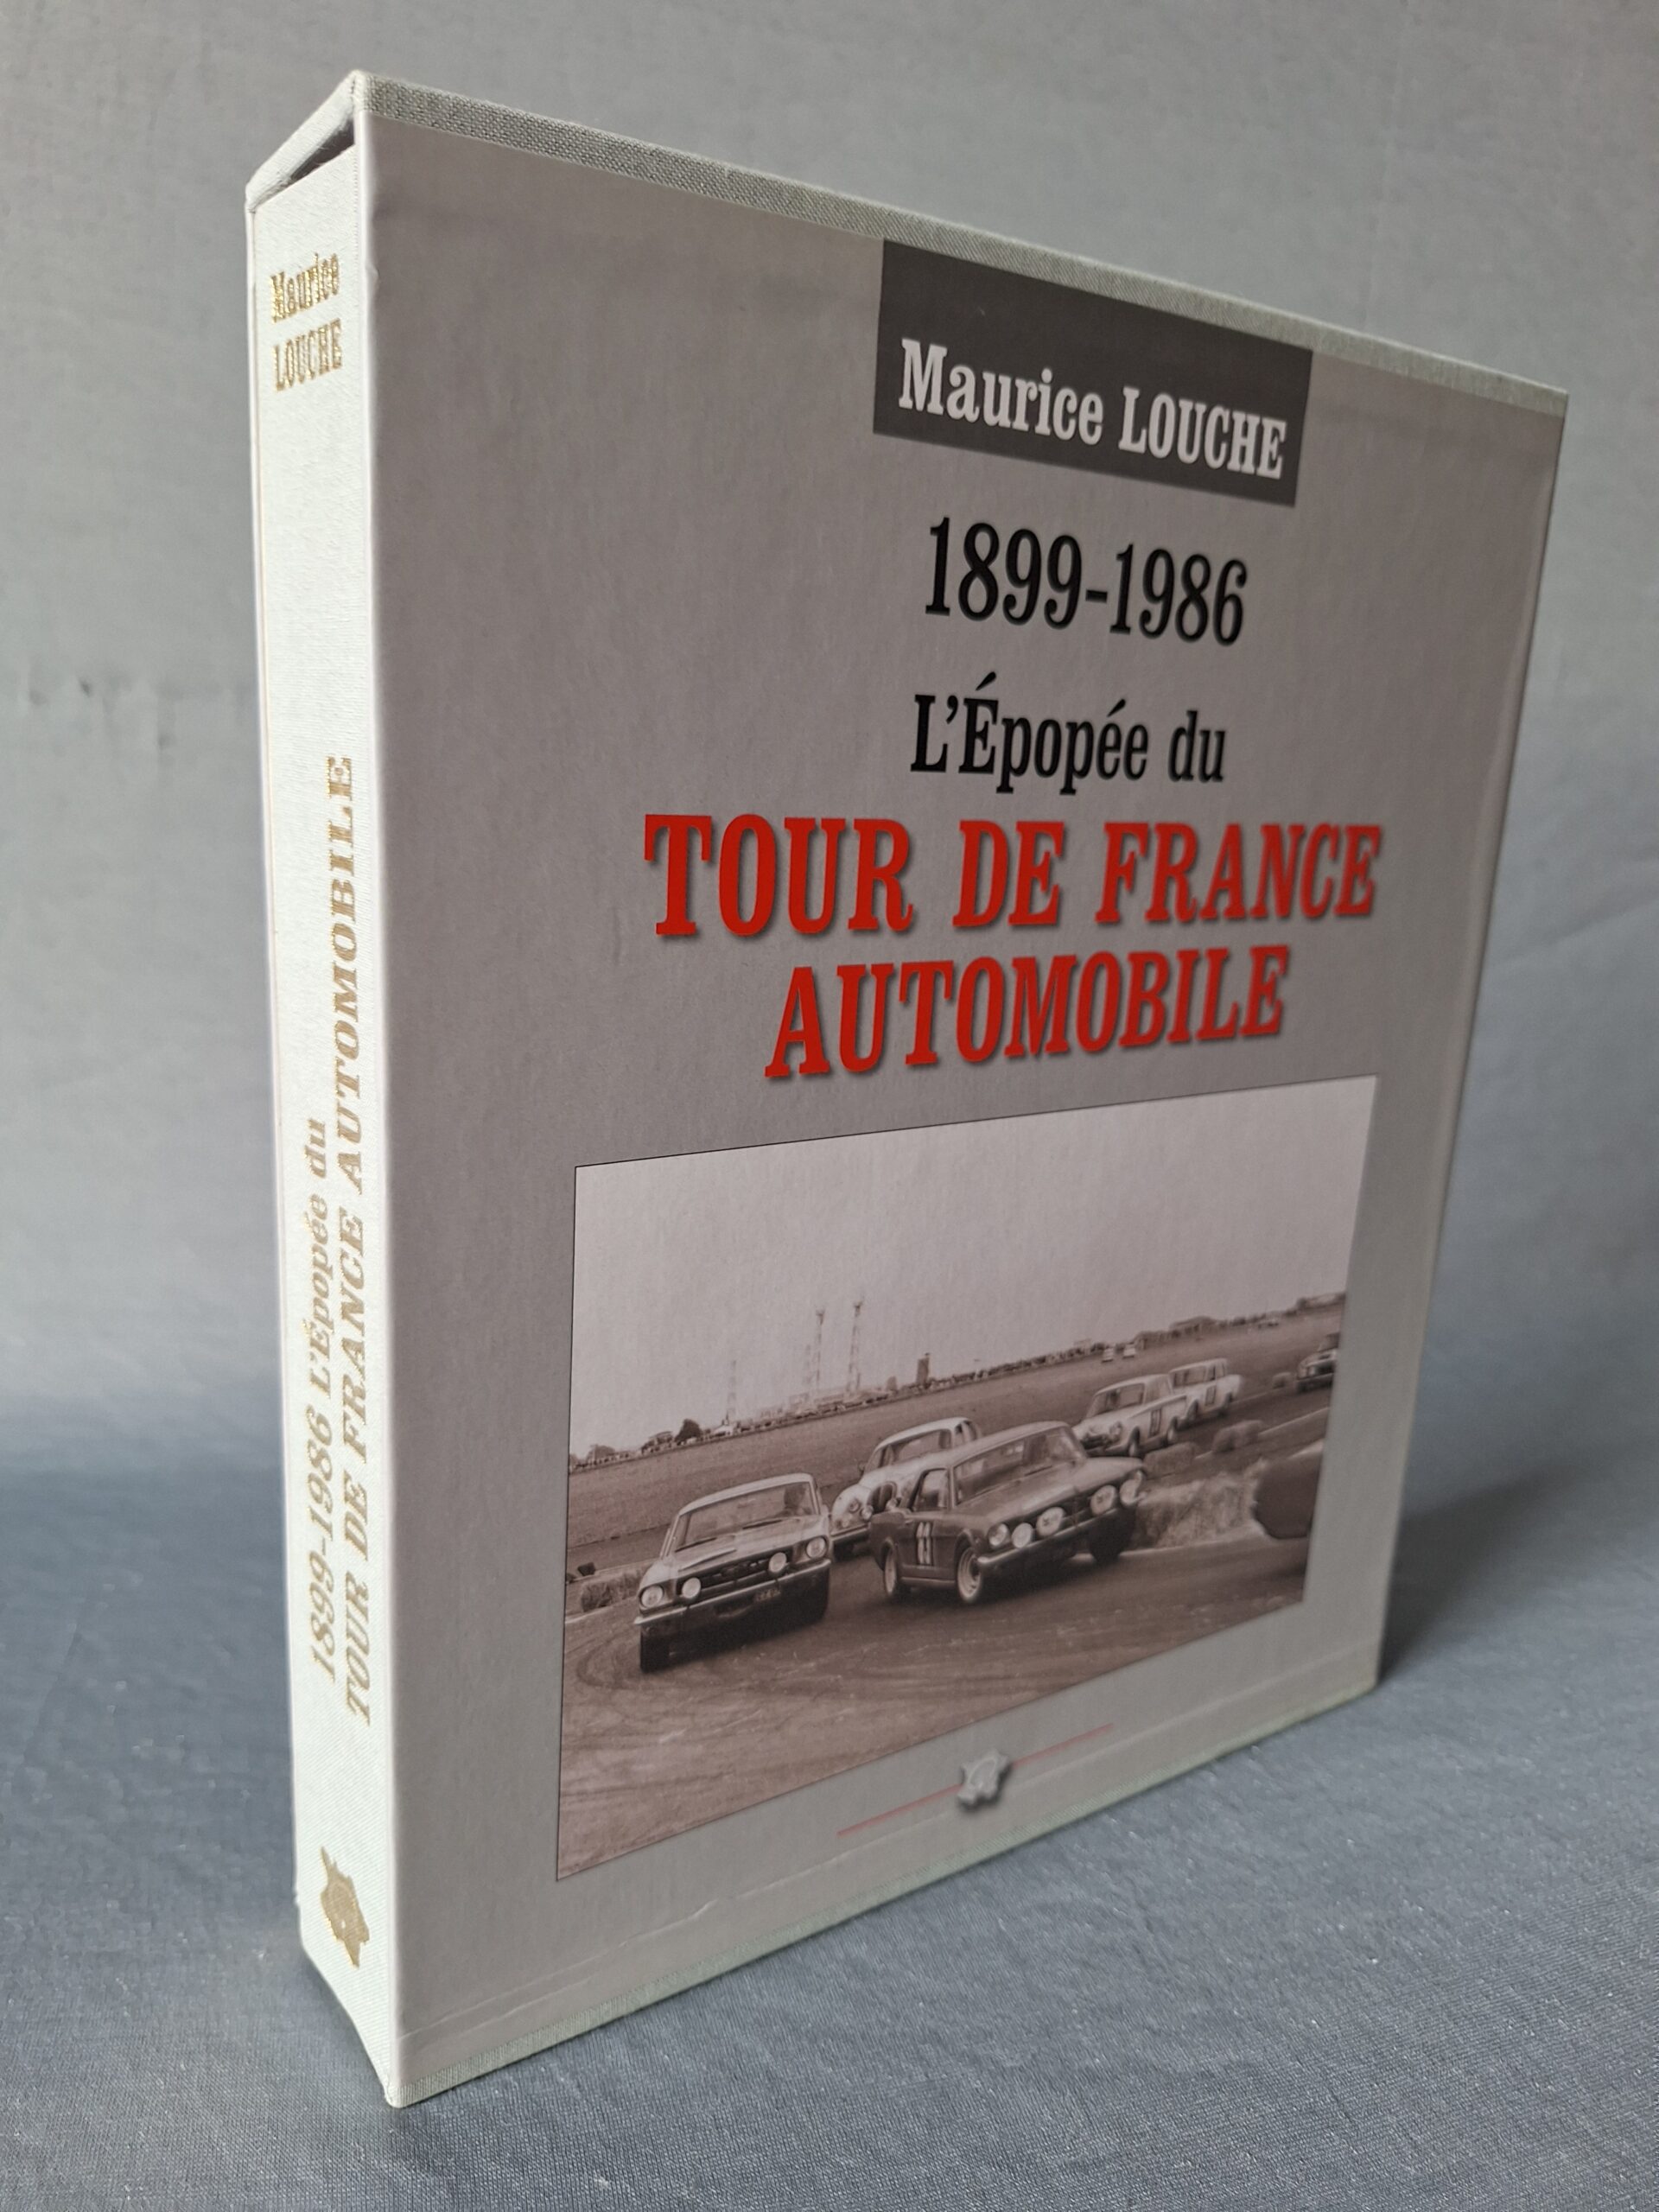 Maurice
LOUCHE
1899-1986 L'Épopée du
TOUR DE FRANCE AUTOMOBILE
Maurice LOUCHE
1899-1986
L'Épopée du
TOUR DE FRANCE
AUTOMOBILE